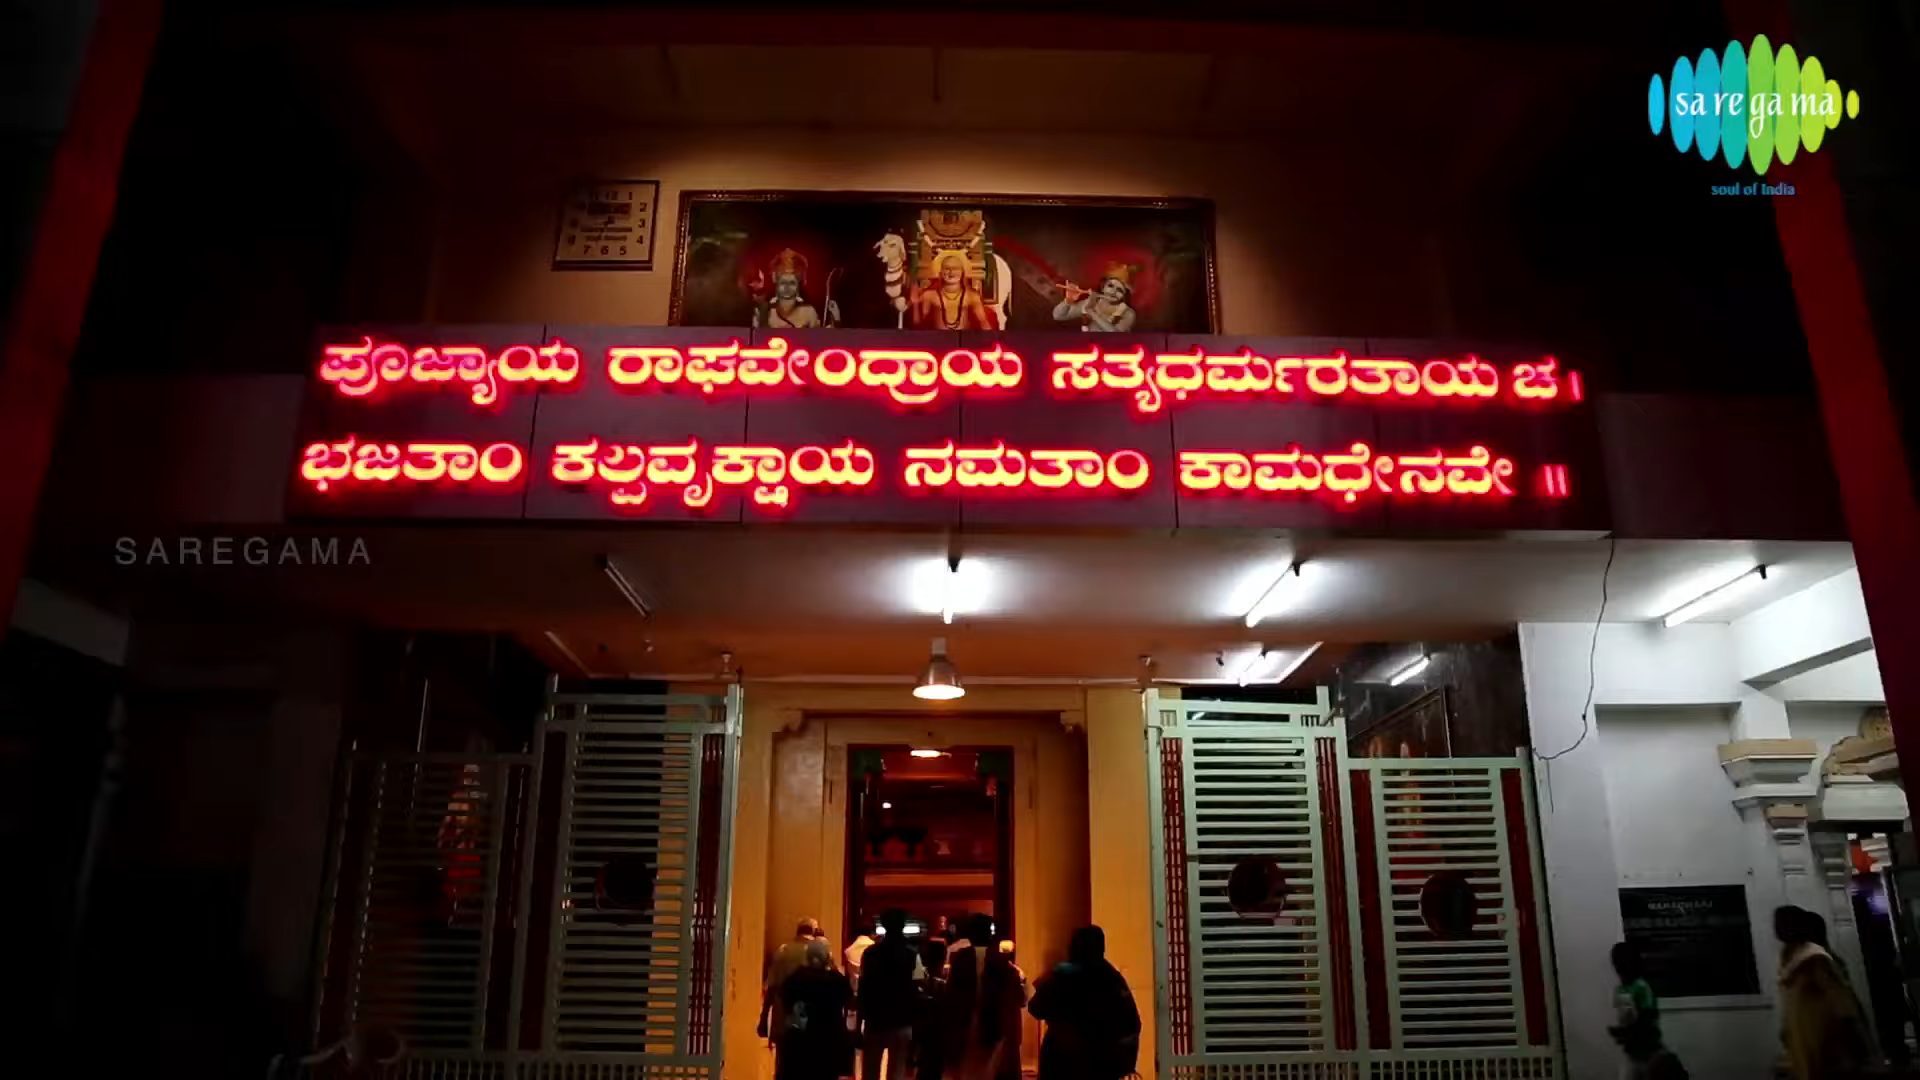 sa re ga ma
soul of India
ಪೂಜ್ಯಾಯ ರಾಘವೇಂದ್ರಾಯ ಸತ್ಯಧರ್ಮರತಾಯ ಚ।
ಭಜತಾಂ ಕಲ್ಪವೃಕ್ಷಾಯ ನಮತಾಂ ಕಾಮಧೇನವೇ ॥
SAREGAMA